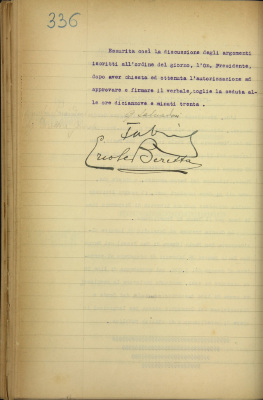 336
Esaurita così la discussione degli argomenti
iscritti all'ordine del giorno, l'On. Presidente,
dopo aver chiesta ed ottenuta l'autorizzazione ad
approvare e firmare il verbale, toglie la seduta al-
le ore diciannove e minuti trenta .
Ercole Beretta